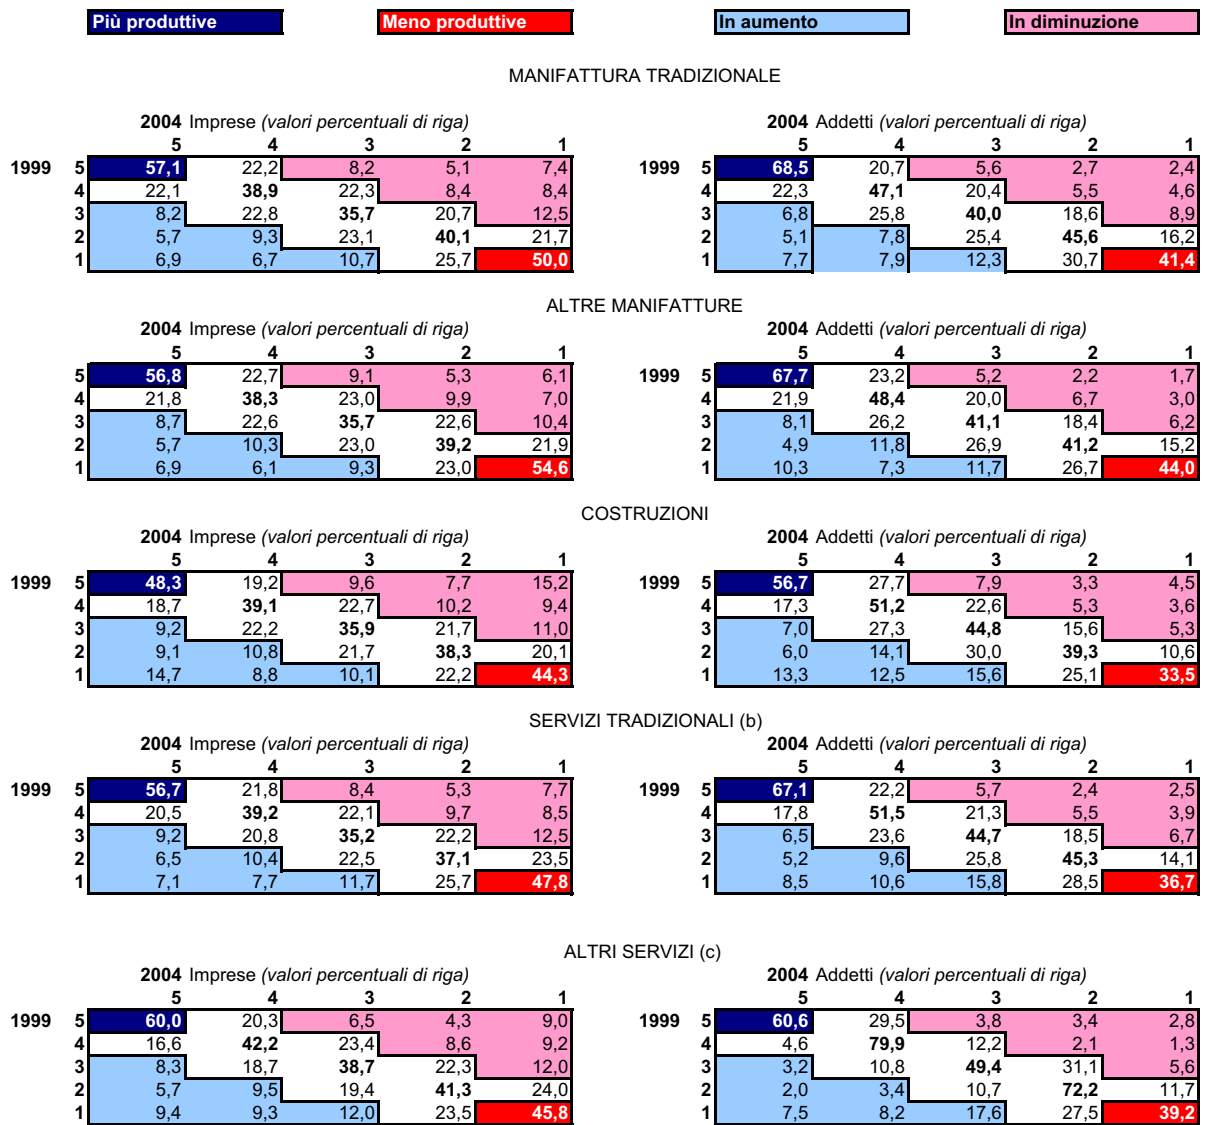 Più produttive Meno produttive In aumento In diminuzione
MANIFATTURA TRADIZIONALE
2004 Imprese (valori percentuali di riga) 2004 Addetti (valori percentuali di riga)
5 4 3 2 1 5 4 3 2 1
1999 5 57,1 22,2 8,2 5,1 7,4 1999 5 68,5 20,7 5,6 2,7 2,4
4 22,1 38,9 22,3 8,4 8,4 4 22,3 47,1 20,4 5,5 4,6
3 8,2 22,8 35,7 20,7 12,5 3 6,8 25,8 40,0 18,6 8,9
2 5,7 9,3 23,1 40,1 21,7 2 5,1 7,8 25,4 45,6 16,2
1 6,9 6,7 10,7 25,7 50,0 1 7,7 7,9 12,3 30,7 41,4
ALTRE MANIFATTURE
2004 Imprese (valori percentuali di riga) 2004 Addetti (valori percentuali di riga)
5 4 3 2 1 5 4 3 2 1
5 56,8 22,7 9,1 5,3 6,1 1999 5 67,7 23,2 5,2 2,2 1,7
4 21,8 38,3 23,0 9,9 7,0 4 21,9 48,4 20,0 6,7 3,0
3 8,7 22,6 35,7 22,6 10,4 3 8,1 26,2 41,1 18,4 6,2
2 5,7 10,3 23,0 39,2 21,9 2 4,9 11,8 26,9 41,2 15,2
1 6,9 6,1 9,3 23,0 54,6 1 10,3 7,3 11,7 26,7 44,0
COSTRUZIONI
2004 Imprese (valori percentuali di riga) 2004 Addetti (valori percentuali di riga)
5 4 3 2 1 5 4 3 2 1
1999 5 48,3 19,2 9,6 7,7 15,2 1999 5 56,7 27,7 7,9 3,3 4,5
4 18,7 39,1 22,7 10,2 9,4 4 17,3 51,2 22,6 5,3 3,6
3 9,2 22,2 35,9 21,7 11,0 3 7,0 27,3 44,8 15,6 5,3
2 9,1 10,8 21,7 38,3 20,1 2 6,0 14,1 30,0 39,3 10,6
1 14,7 8,8 10,1 22,2 44,3 1 13,3 12,5 15,6 25,1 33,5
SERVIZI TRADIZIONALI (b)
2004 Imprese (valori percentuali di riga) 2004 Addetti (valori percentuali di riga)
5 4 3 2 1 5 4 3 2 1
1999 5 56,7 21,8 8,4 5,3 7,7 1999 5 67,1 22,2 5,7 2,4 2,5
4 20,5 39,2 22,1 9,7 8,5 4 17,8 51,5 21,3 5,5 3,9
3 9,2 20,8 35,2 22,2 12,5 3 6,5 23,6 44,7 18,5 6,7
2 6,5 10,4 22,5 37,1 23,5 2 5,2 9,6 25,8 45,3 14,1
1 7,1 7,7 11,7 25,7 47,8 1 8,5 10,6 15,8 28,5 36,7
ALTRI SERVIZI (c)
2004 Imprese (valori percentuali di riga) 2004 Addetti (valori percentuali di riga)
5 4 3 2 1 5 4 3 2 1
1999 5 60,0 20,3 6,5 4,3 9,0 1999 5 60,6 29,5 3,8 3,4 2,8
4 16,6 42,2 23,4 8,6 9,2 4 4,6 79,9 12,2 2,1 1,3
3 8,3 18,7 38,7 22,3 12,0 3 3,2 10,8 49,4 31,1 5,6
2 5,7 9,5 19,4 41,3 24,0 2 2,0 3,4 10,7 72,2 11,7
1 9,4 9,3 12,0 23,5 45,8 1 7,5 8,2 17,6 27,5 39,2